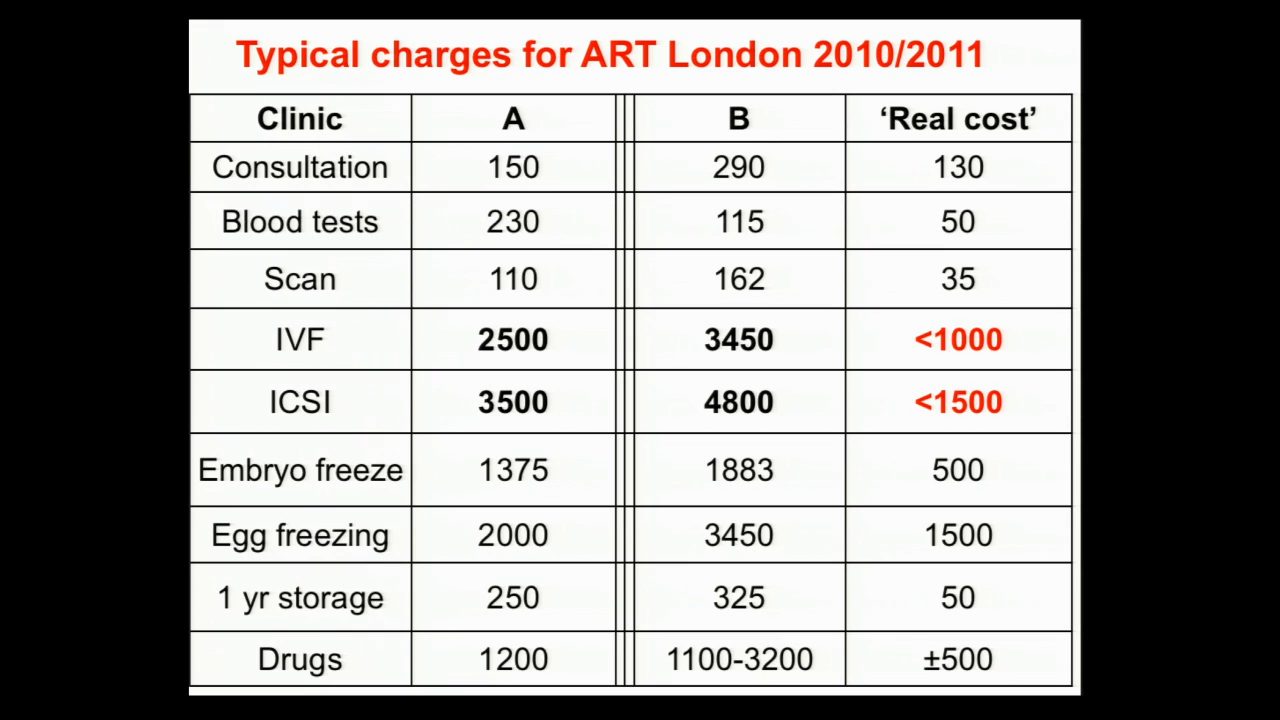 Typical charges for ART London 2010/2011
Clinic A B ‘Real cost’
Consultation 150 290 130
Blood tests 230 115 50
Scan 110 162 35
IVF 2500 3450 <1000
ICSI 3500 4800 <1500
Embryo freeze 1375 1883 500
Egg freezing 2000 3450 1500
1 yr storage 250 325 50
Drugs 1200 1100-3200 ±500